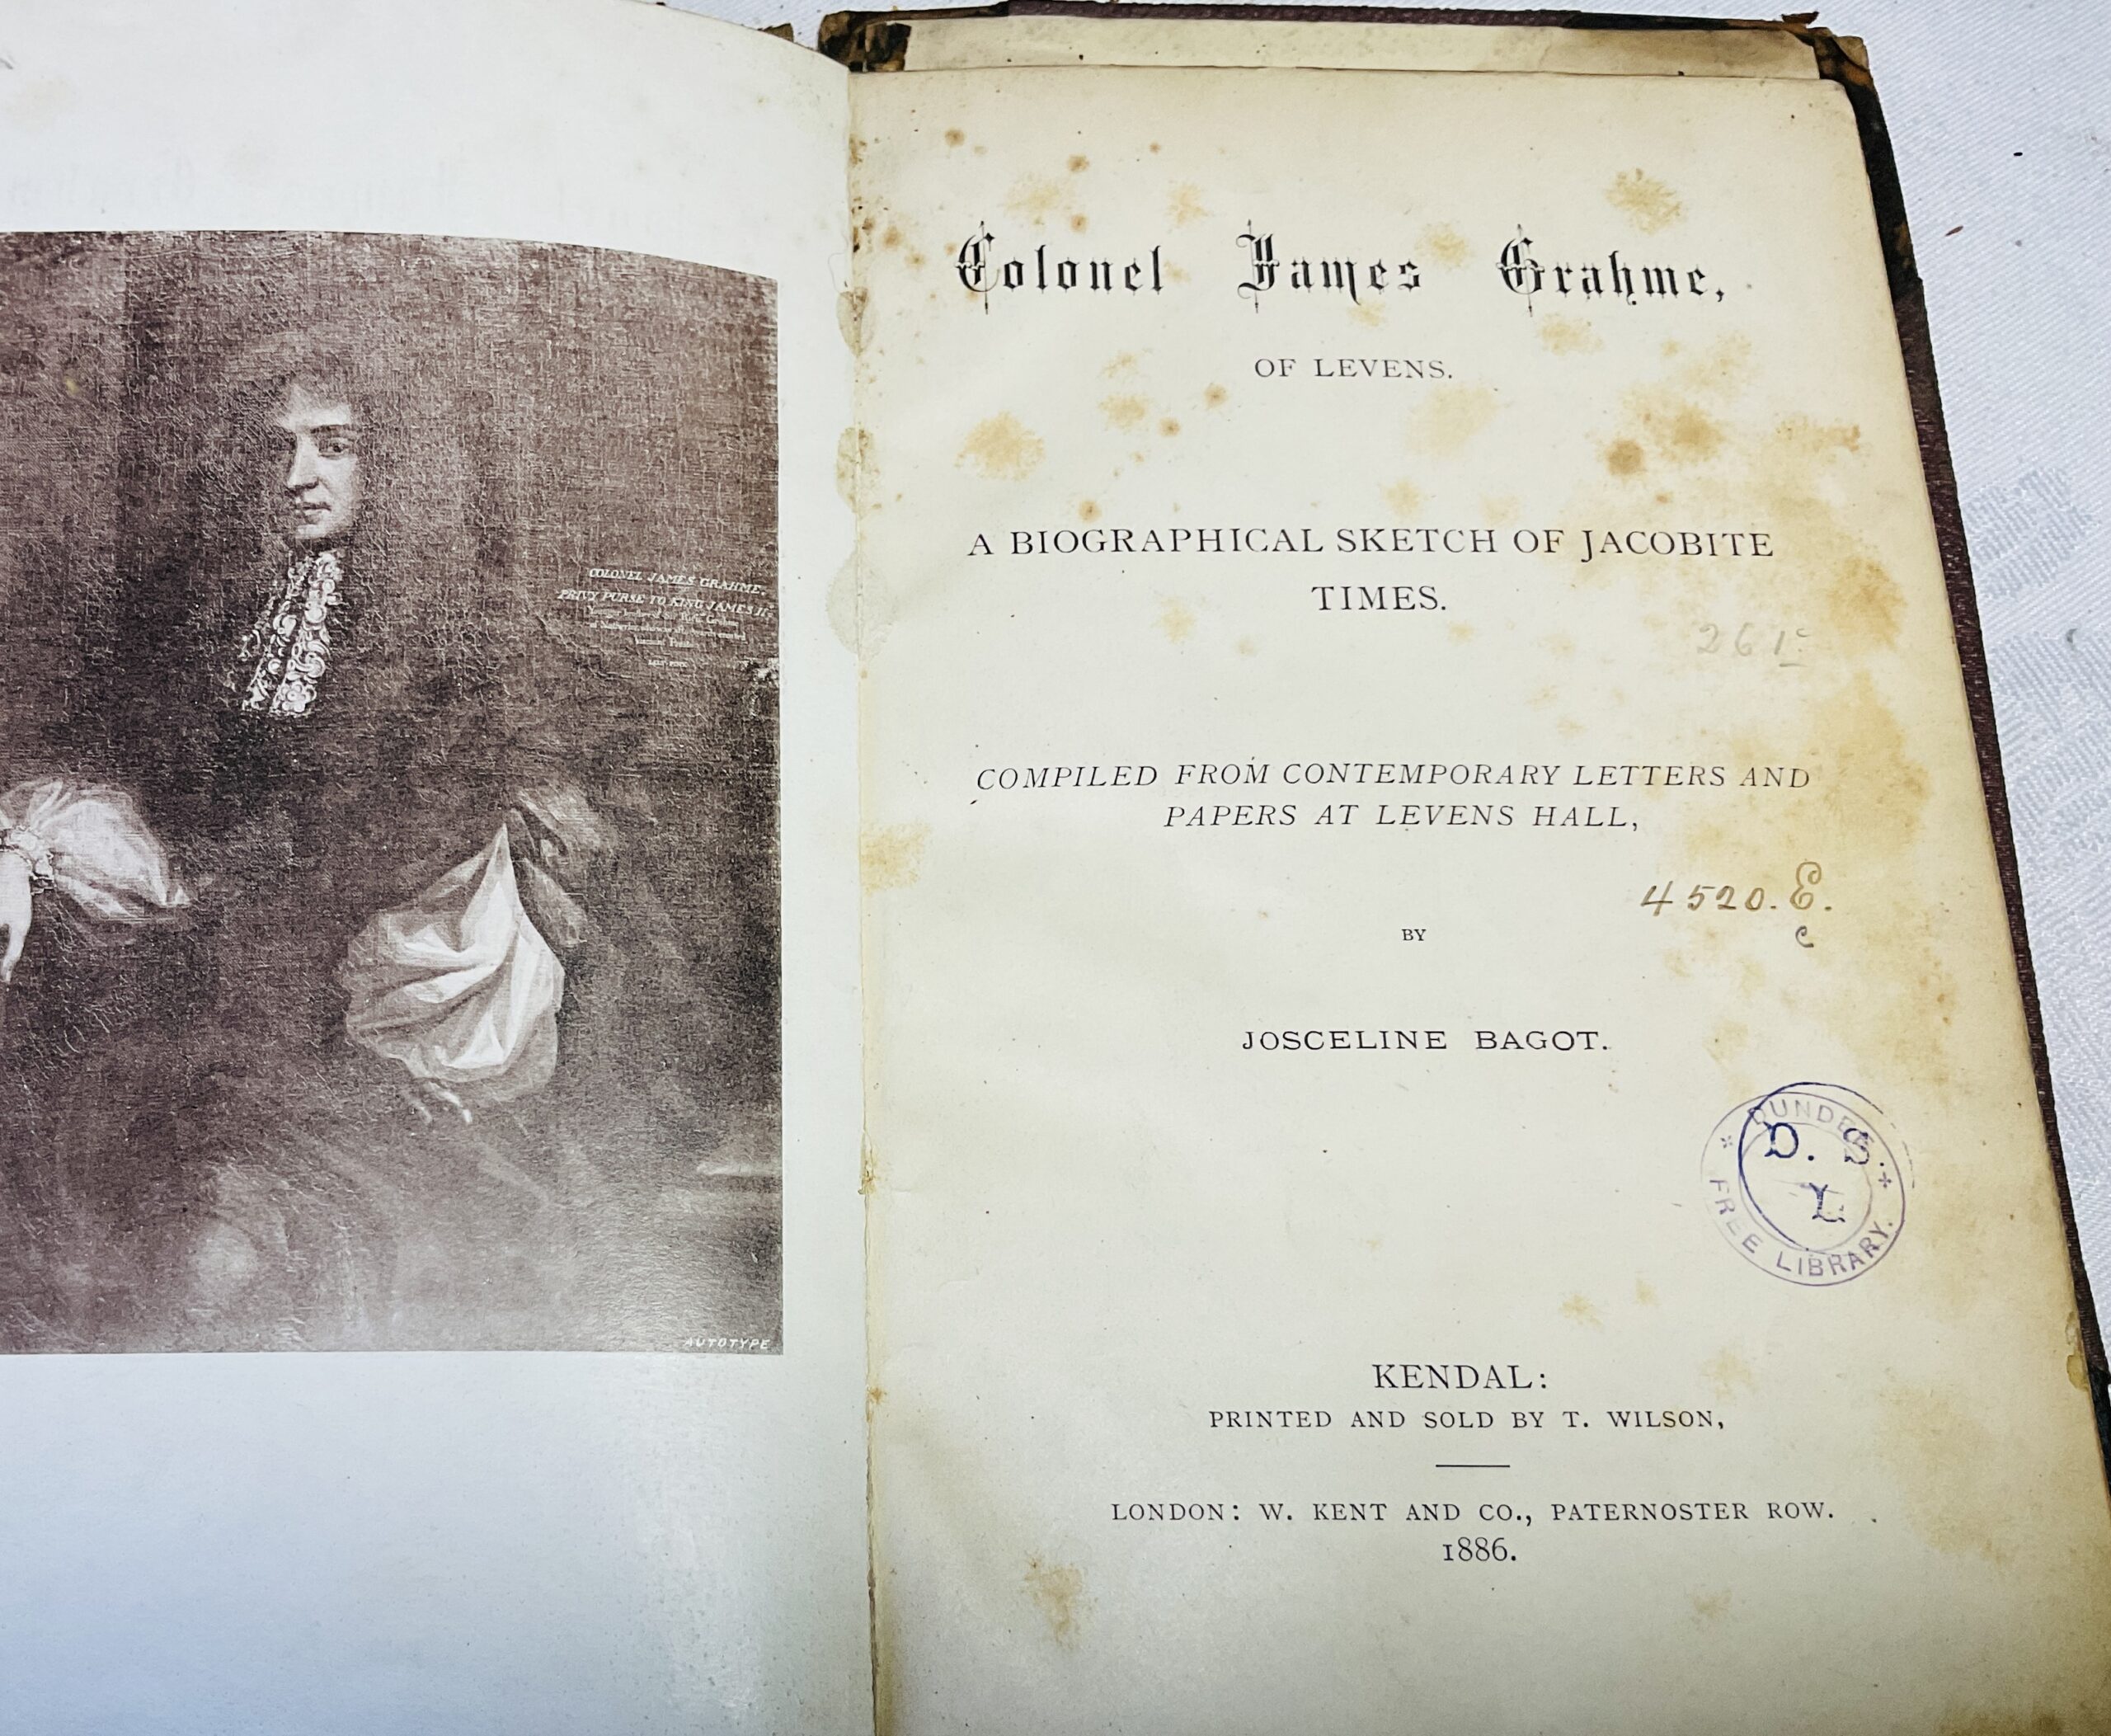 COLONEL JAMES GRAHME.
PRIVY PURSE TO KING JAMES II:
AUTOTYPE
Colonel James Grahme,
OF LEVENS.
A BIOGRAPHICAL SKETCH OF JACOBITE
TIMES.
261
COMPILED FROM CONTEMPORARY LETTERS AND
PAPERS AT LEVENS HALL,
4520. E.
c
BY
JOSCELINE BAGOT.
DUNDEE
D. S.
L.
FREE LIBRARY.
KENDAL:
PRINTED AND SOLD BY T. WILSON,
LONDON: W. KENT AND CO., PATERNOSTER ROW.
1886.